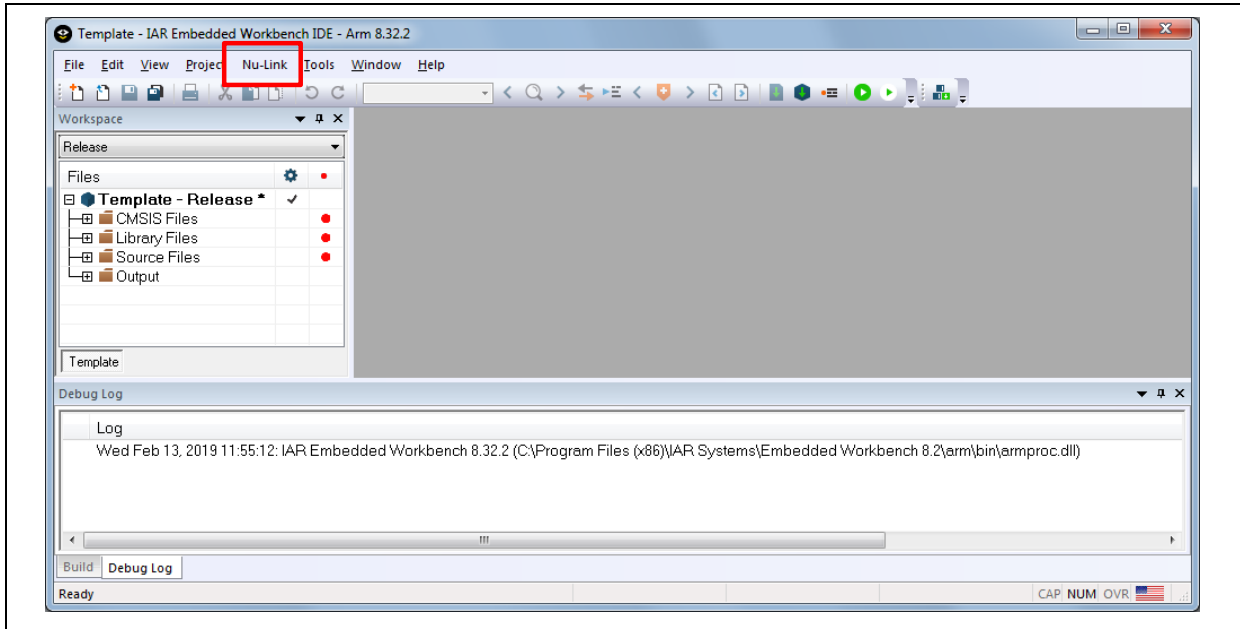 Template - IAR Embedded Workbench IDE - Arm 8.32.2
File Edit View Project Nu-Link Tools Window Help
Workspace
Release
Files
Template - Release *
CMSIS Files
Library Files
Source Files
Output
Template
Debug Log
Log
Wed Feb 13, 2019 11:55:12: IAR Embedded Workbench 8.32.2 (C:\Program Files (x86)\IAR Systems\Embedded Workbench 8.2\arm\bin\armproc.dll)
Build Debug Log
Ready CAP NUM OVR